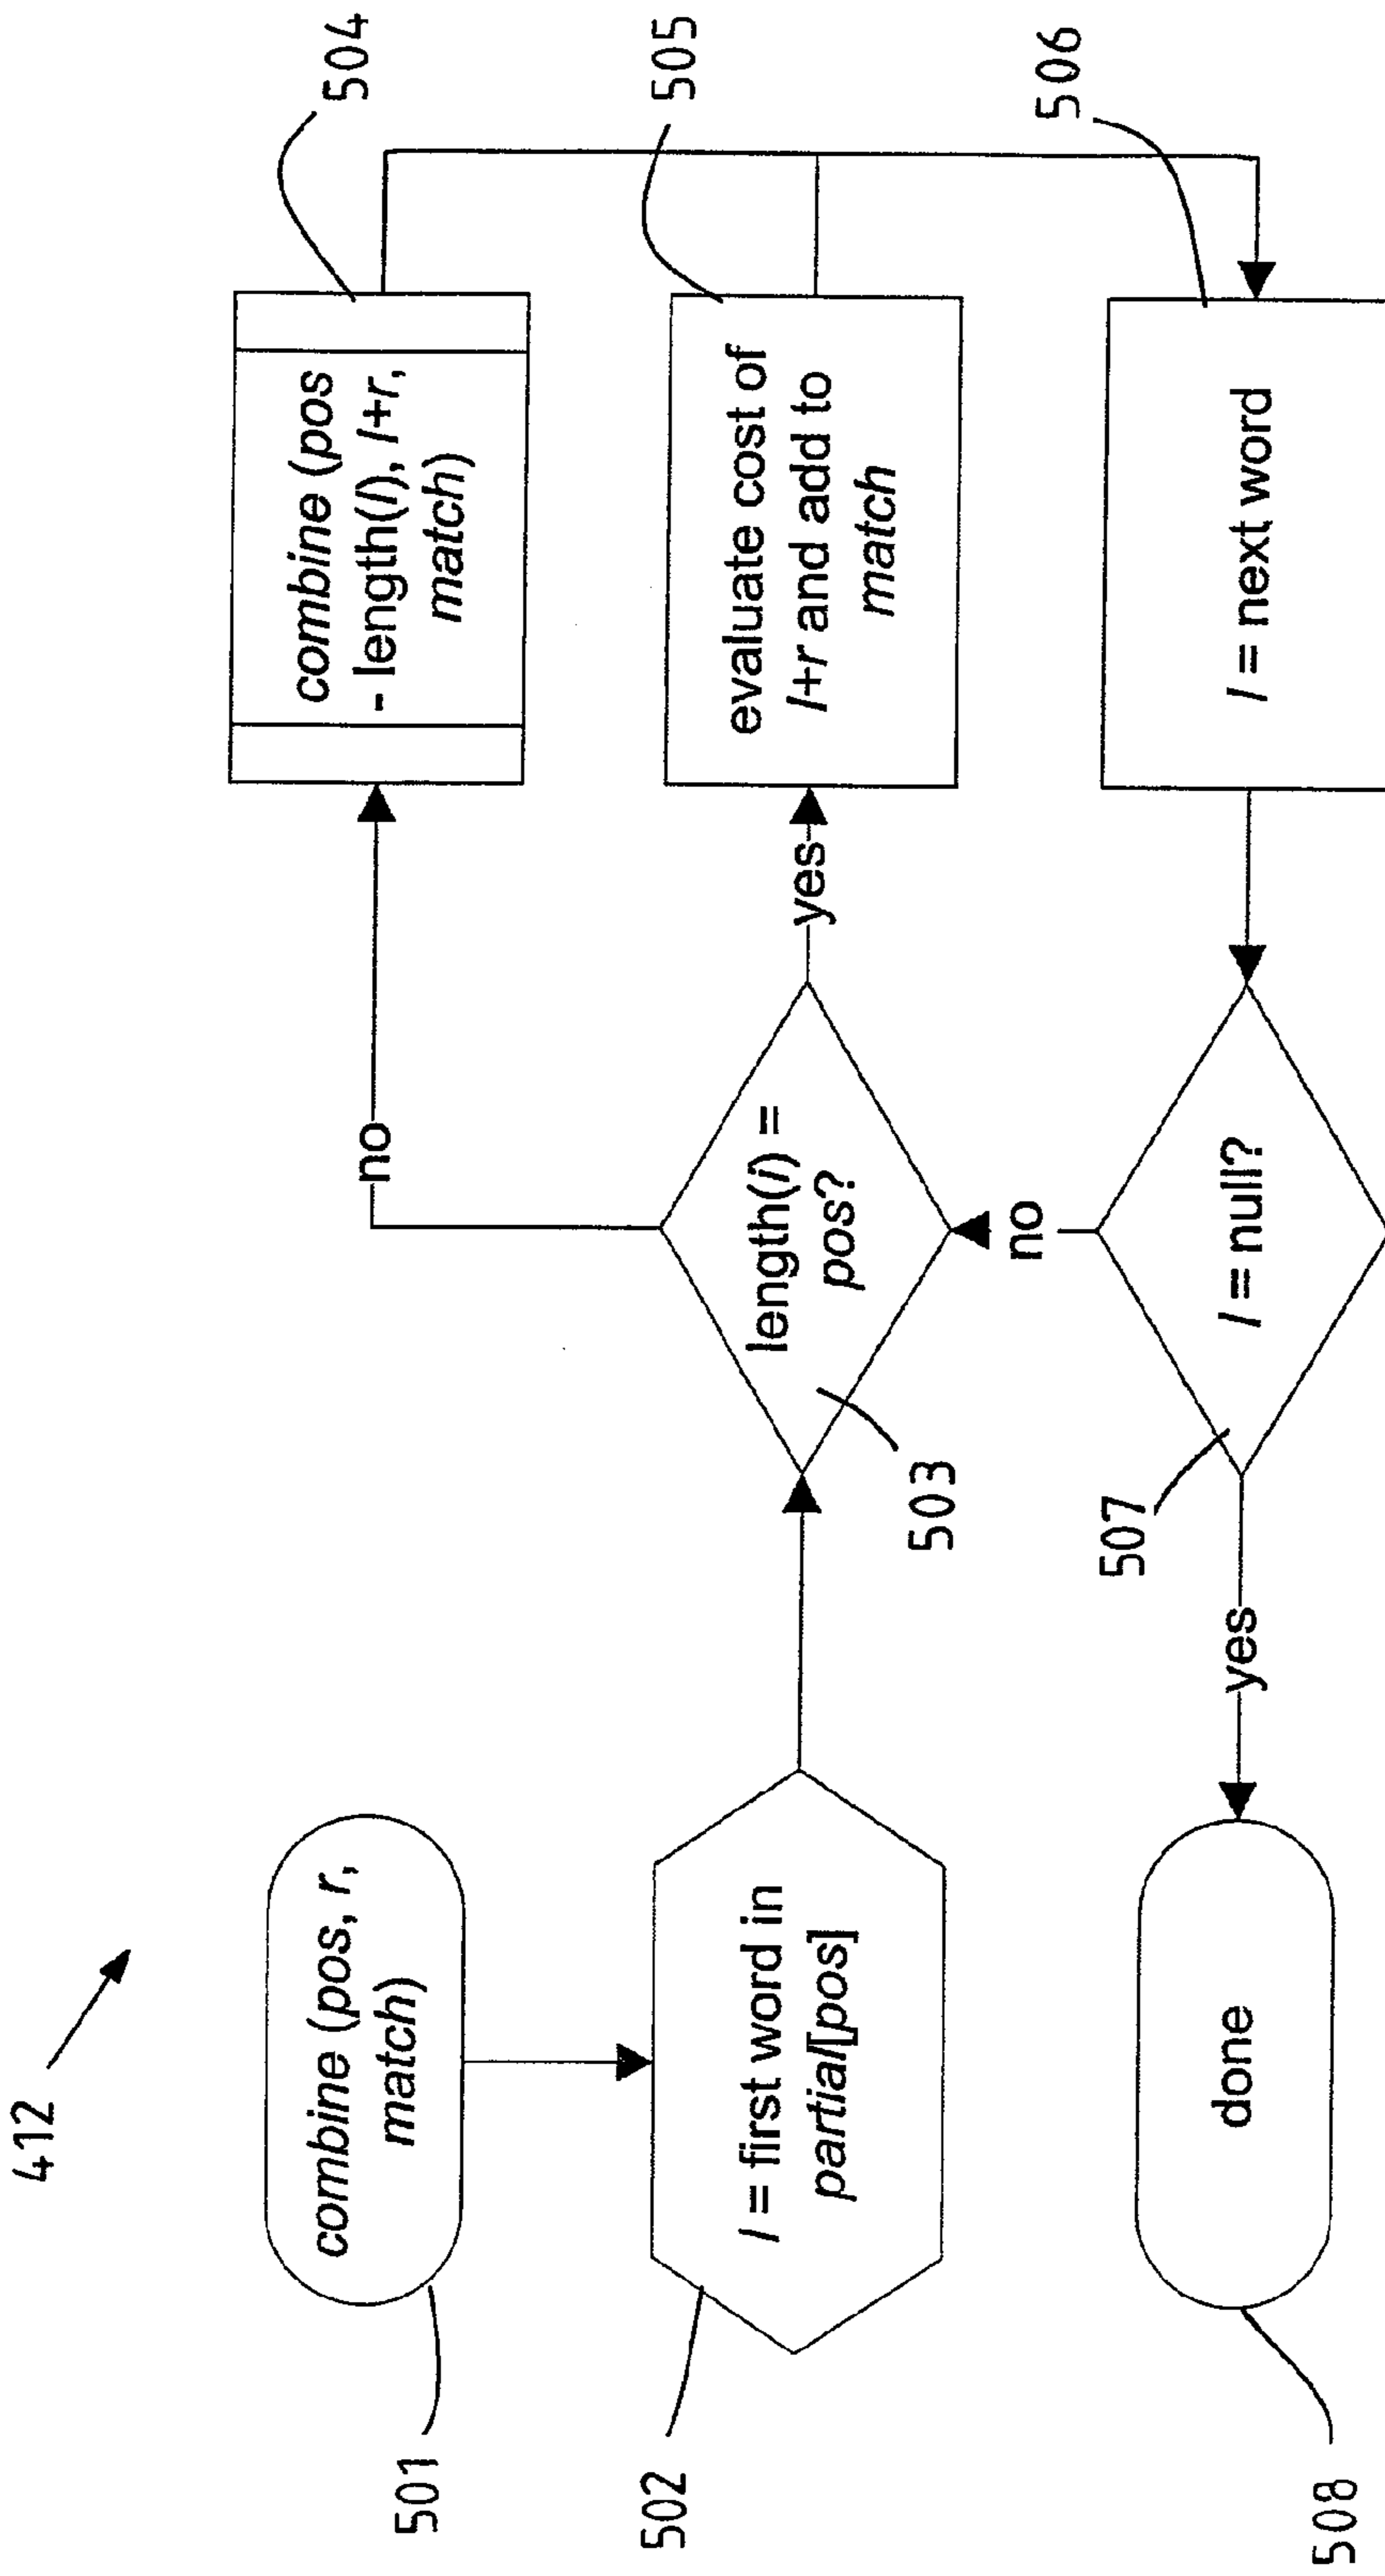 412
501
combine (pos, r,
match)
502
l = first word in
partial[pos]
503
length(i) =
pos?
no
yes
504
combine (pos
- length(l), l+r,
match)
505
evaluate cost of
l+r and add to
match
506
l = next word
507
l = null?
no
yes
508
done